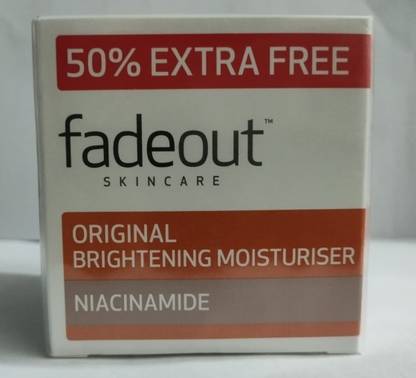 50% EXTRA FREE
fadeout™
SKINCARE
ORIGINAL
BRIGHTENING MOISTURISER
NIACINAMIDE